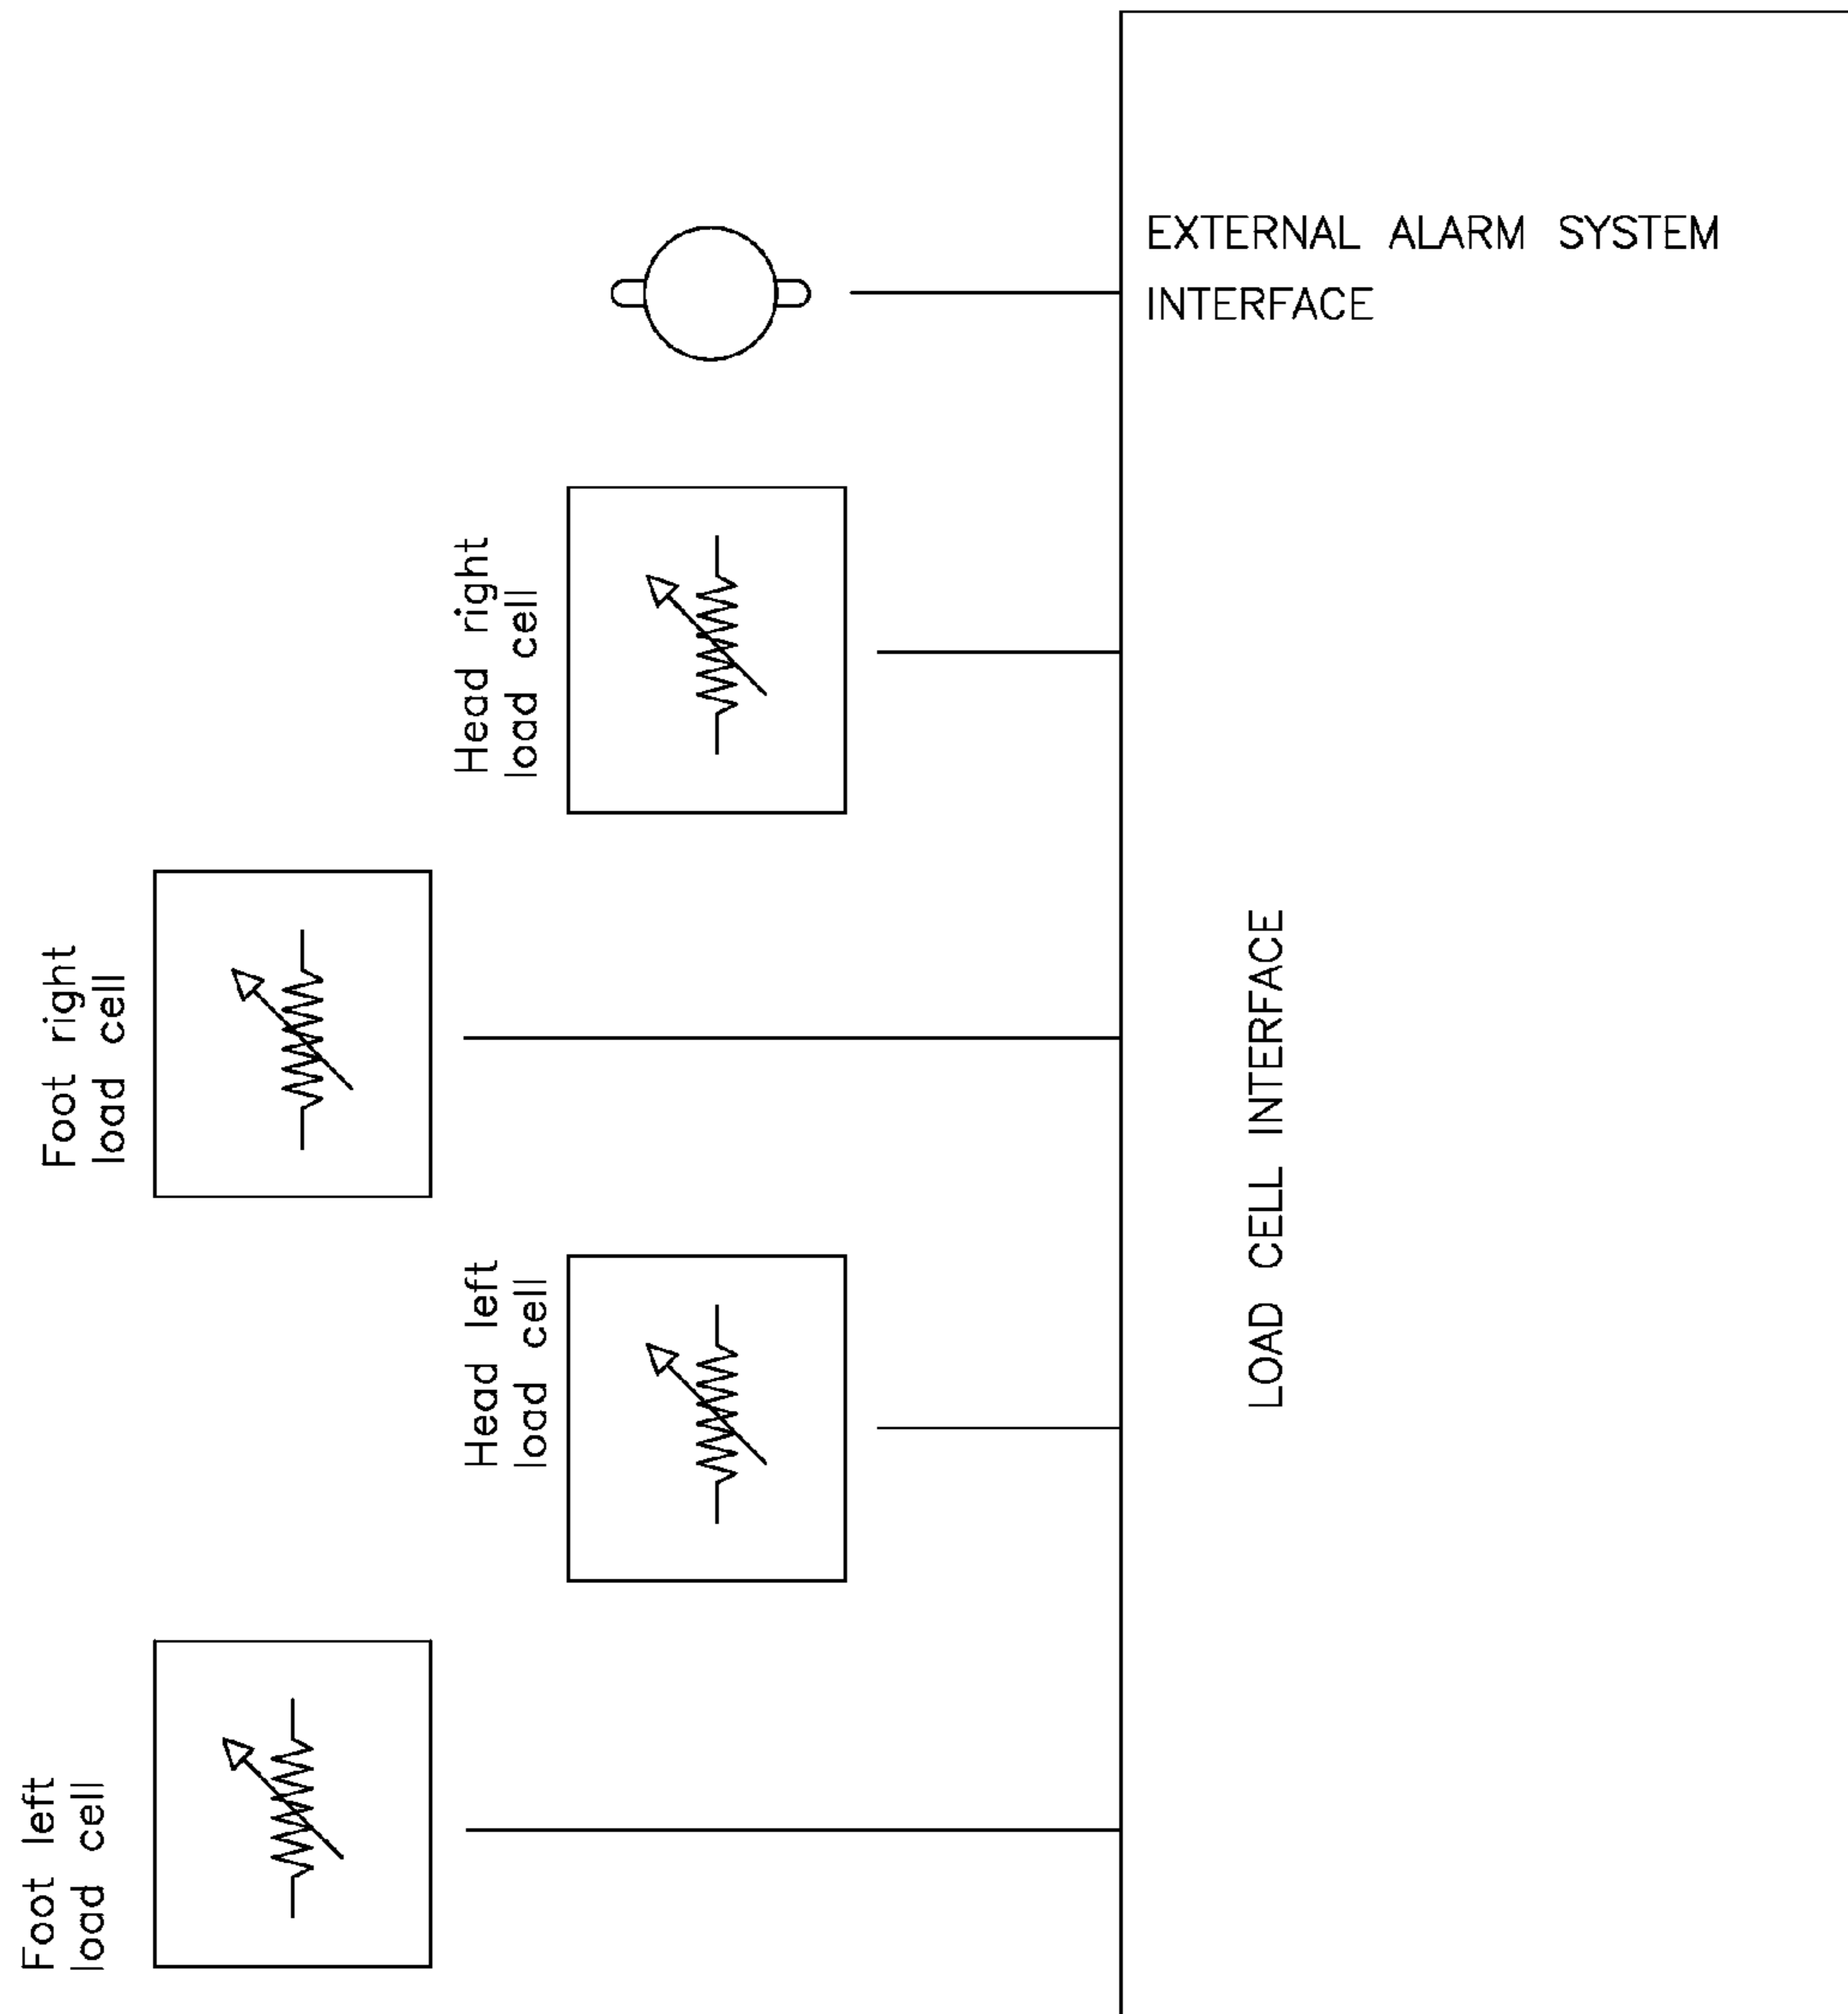 EXTERNAL ALARM SYSTEM
INTERFACE
Head right
load cell
Foot right
load cell
LOAD CELL INTERFACE
Head left
load cell
Foot left
load cell